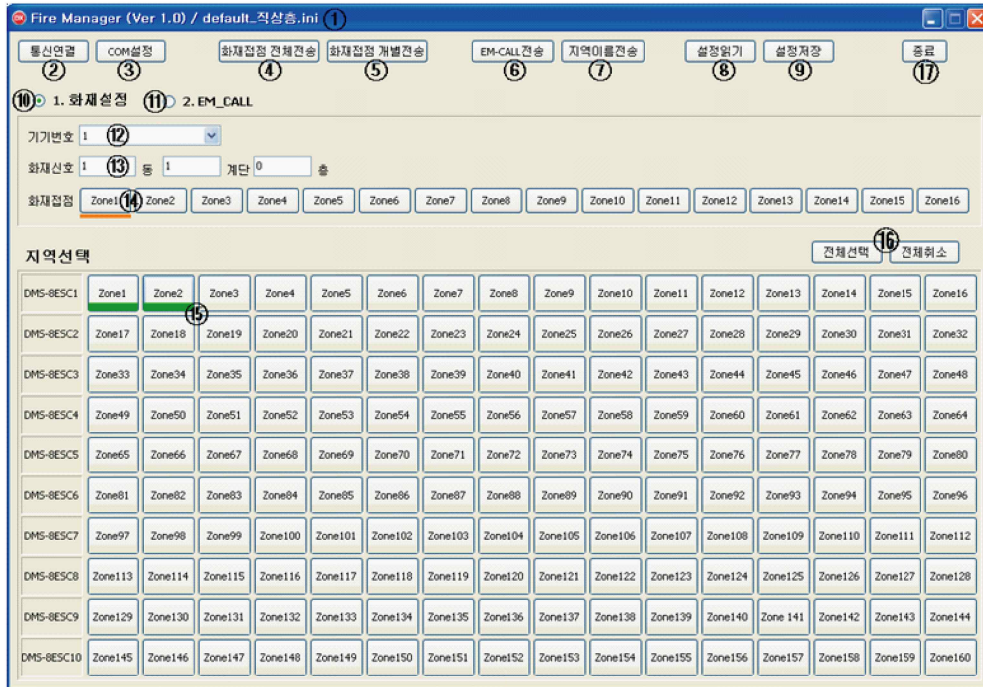 Fire Manager (Ver 1.0) / default_직상층.ini ①
통신연결 COM설정 화재접점 전체전송 화재접점 개별전송 EM-CALL전송 지역이름전송 설정읽기 설정저장 종료
② ③ ④ ⑤ ⑥ ⑦ ⑧ ⑨ ⑰
⑩ 1. 화재설정 ⑪ 2. EM_CALL
기기번호 1 ⑫
화재신호 1 ⑬ 동 1 계단 0 층
화재접점 Zone1 ⑭ Zone2 Zone3 Zone4 Zone5 Zone6 Zone7 Zone8 Zone9 Zone10 Zone11 Zone12 Zone13 Zone14 Zone15 Zone16
지역선택 전체선택 ⑯ 전체취소
DMS-8ESC1 Zone1 Zone2 Zone3 Zone4 Zone5 Zone6 Zone7 Zone8 Zone9 Zone10 Zone11 Zone12 Zone13 Zone14 Zone15 Zone16
⑮
DMS-8ESC2 Zone17 Zone18 Zone19 Zone20 Zone21 Zone22 Zone23 Zone24 Zone25 Zone26 Zone27 Zone28 Zone29 Zone30 Zone31 Zone32
DMS-8ESC3 Zone33 Zone34 Zone35 Zone36 Zone37 Zone38 Zone39 Zone40 Zone41 Zone42 Zone43 Zone44 Zone45 Zone46 Zone47 Zone48
DMS-8ESC4 Zone49 Zone50 Zone51 Zone52 Zone53 Zone54 Zone55 Zone56 Zone57 Zone58 Zone59 Zone60 Zone61 Zone62 Zone63 Zone64
DMS-8ESC5 Zone65 Zone66 Zone67 Zone68 Zone69 Zone70 Zone71 Zone72 Zone73 Zone74 Zone75 Zone76 Zone77 Zone78 Zone79 Zone80
DMS-8ESC6 Zone81 Zone82 Zone83 Zone84 Zone85 Zone86 Zone87 Zone88 Zone89 Zone90 Zone91 Zone92 Zone93 Zone94 Zone95 Zone96
DMS-8ESC7 Zone97 Zone98 Zone99 Zone100 Zone101 Zone102 Zone103 Zone104 Zone105 Zone106 Zone107 Zone108 Zone109 Zone110 Zone111 Zone112
DMS-8ESC8 Zone113 Zone114 Zone115 Zone116 Zone117 Zone118 Zone119 Zone120 Zone121 Zone122 Zone123 Zone124 Zone125 Zone126 Zone127 Zone128
DMS-8ESC9 Zone129 Zone130 Zone131 Zone132 Zone133 Zone134 Zone135 Zone136 Zone137 Zone138 Zone139 Zone140 Zone 141 Zone142 Zone143 Zone144
DMS-8ESC10 Zone145 Zone146 Zone147 Zone148 Zone149 Zone150 Zone151 Zone152 Zone153 Zone154 Zone155 Zone156 Zone157 Zone158 Zone159 Zone160